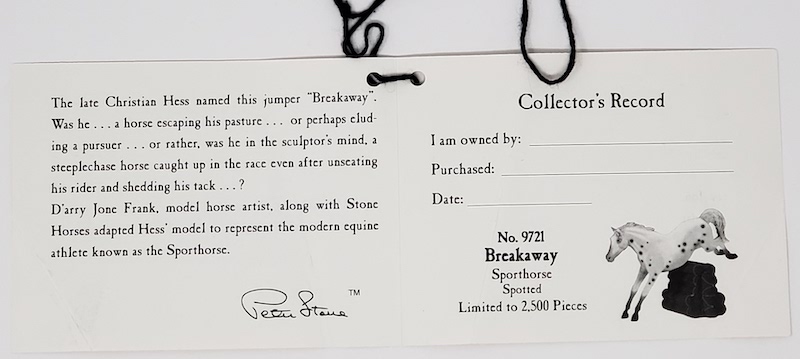 The late Christian Hess named this jumper "Breakaway".
Was he . . . a horse escaping his pasture . . . or perhaps elud-
ing a pursuer . . . or rather, was he in the sculptor's mind, a
steeplechase horse caught up in the race even after unseating
his rider and shedding his tack . . . ?
D'arry Jone Frank, model horse artist, along with Stone
Horses adapted Hess' model to represent the modern equine
athlete known as the Sporthorse.
Peter Stone ™
Collector's Record
I am owned by:
Purchased:
Date:
No. 9721
Breakaway
Sporthorse
Spotted
Limited to 2,500 Pieces